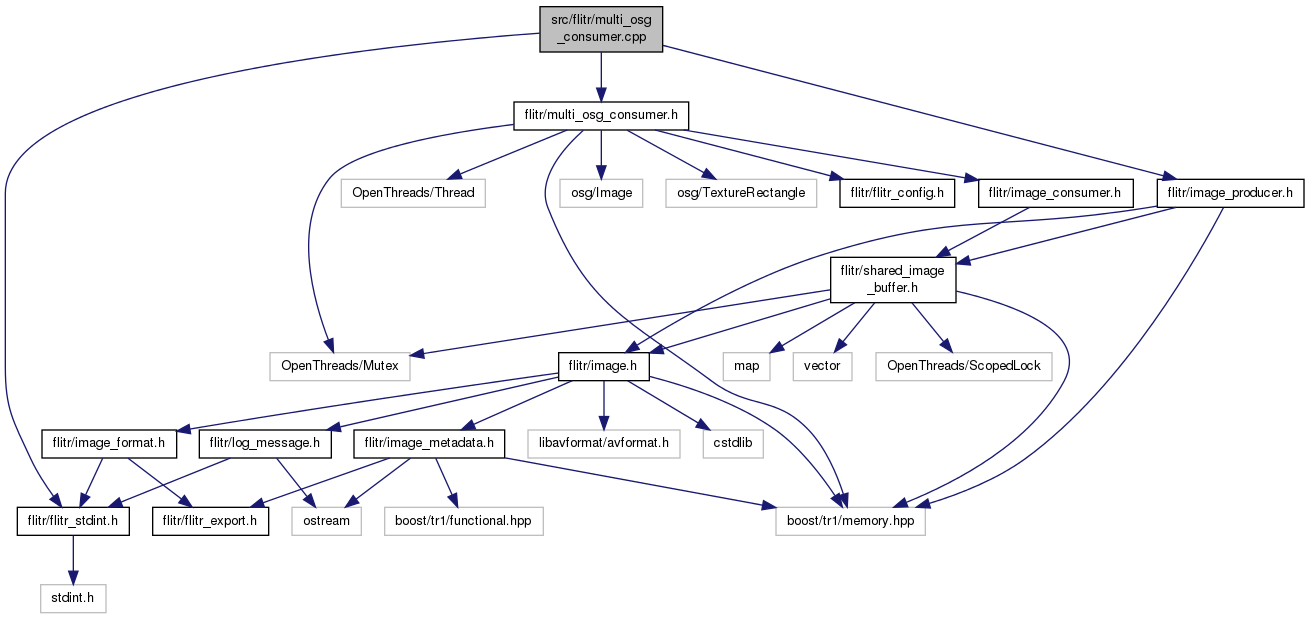 src/flitr/multi_osg
_consumer.cpp
flitr/multi_osg_consumer.h
OpenThreads/Thread
osg/Image
osg/TextureRectangle
flitr/flitr_config.h
flitr/image_consumer.h
flitr/image_producer.h
flitr/shared_image
_buffer.h
OpenThreads/Mutex
flitr/image.h
map
vector
OpenThreads/ScopedLock
flitr/image_format.h
flitr/log_message.h
flitr/image_metadata.h
libavformat/avformat.h
cstdlib
flitr/flitr_stdint.h
flitr/flitr_export.h
ostream
boost/tr1/functional.hpp
boost/tr1/memory.hpp
stdint.h